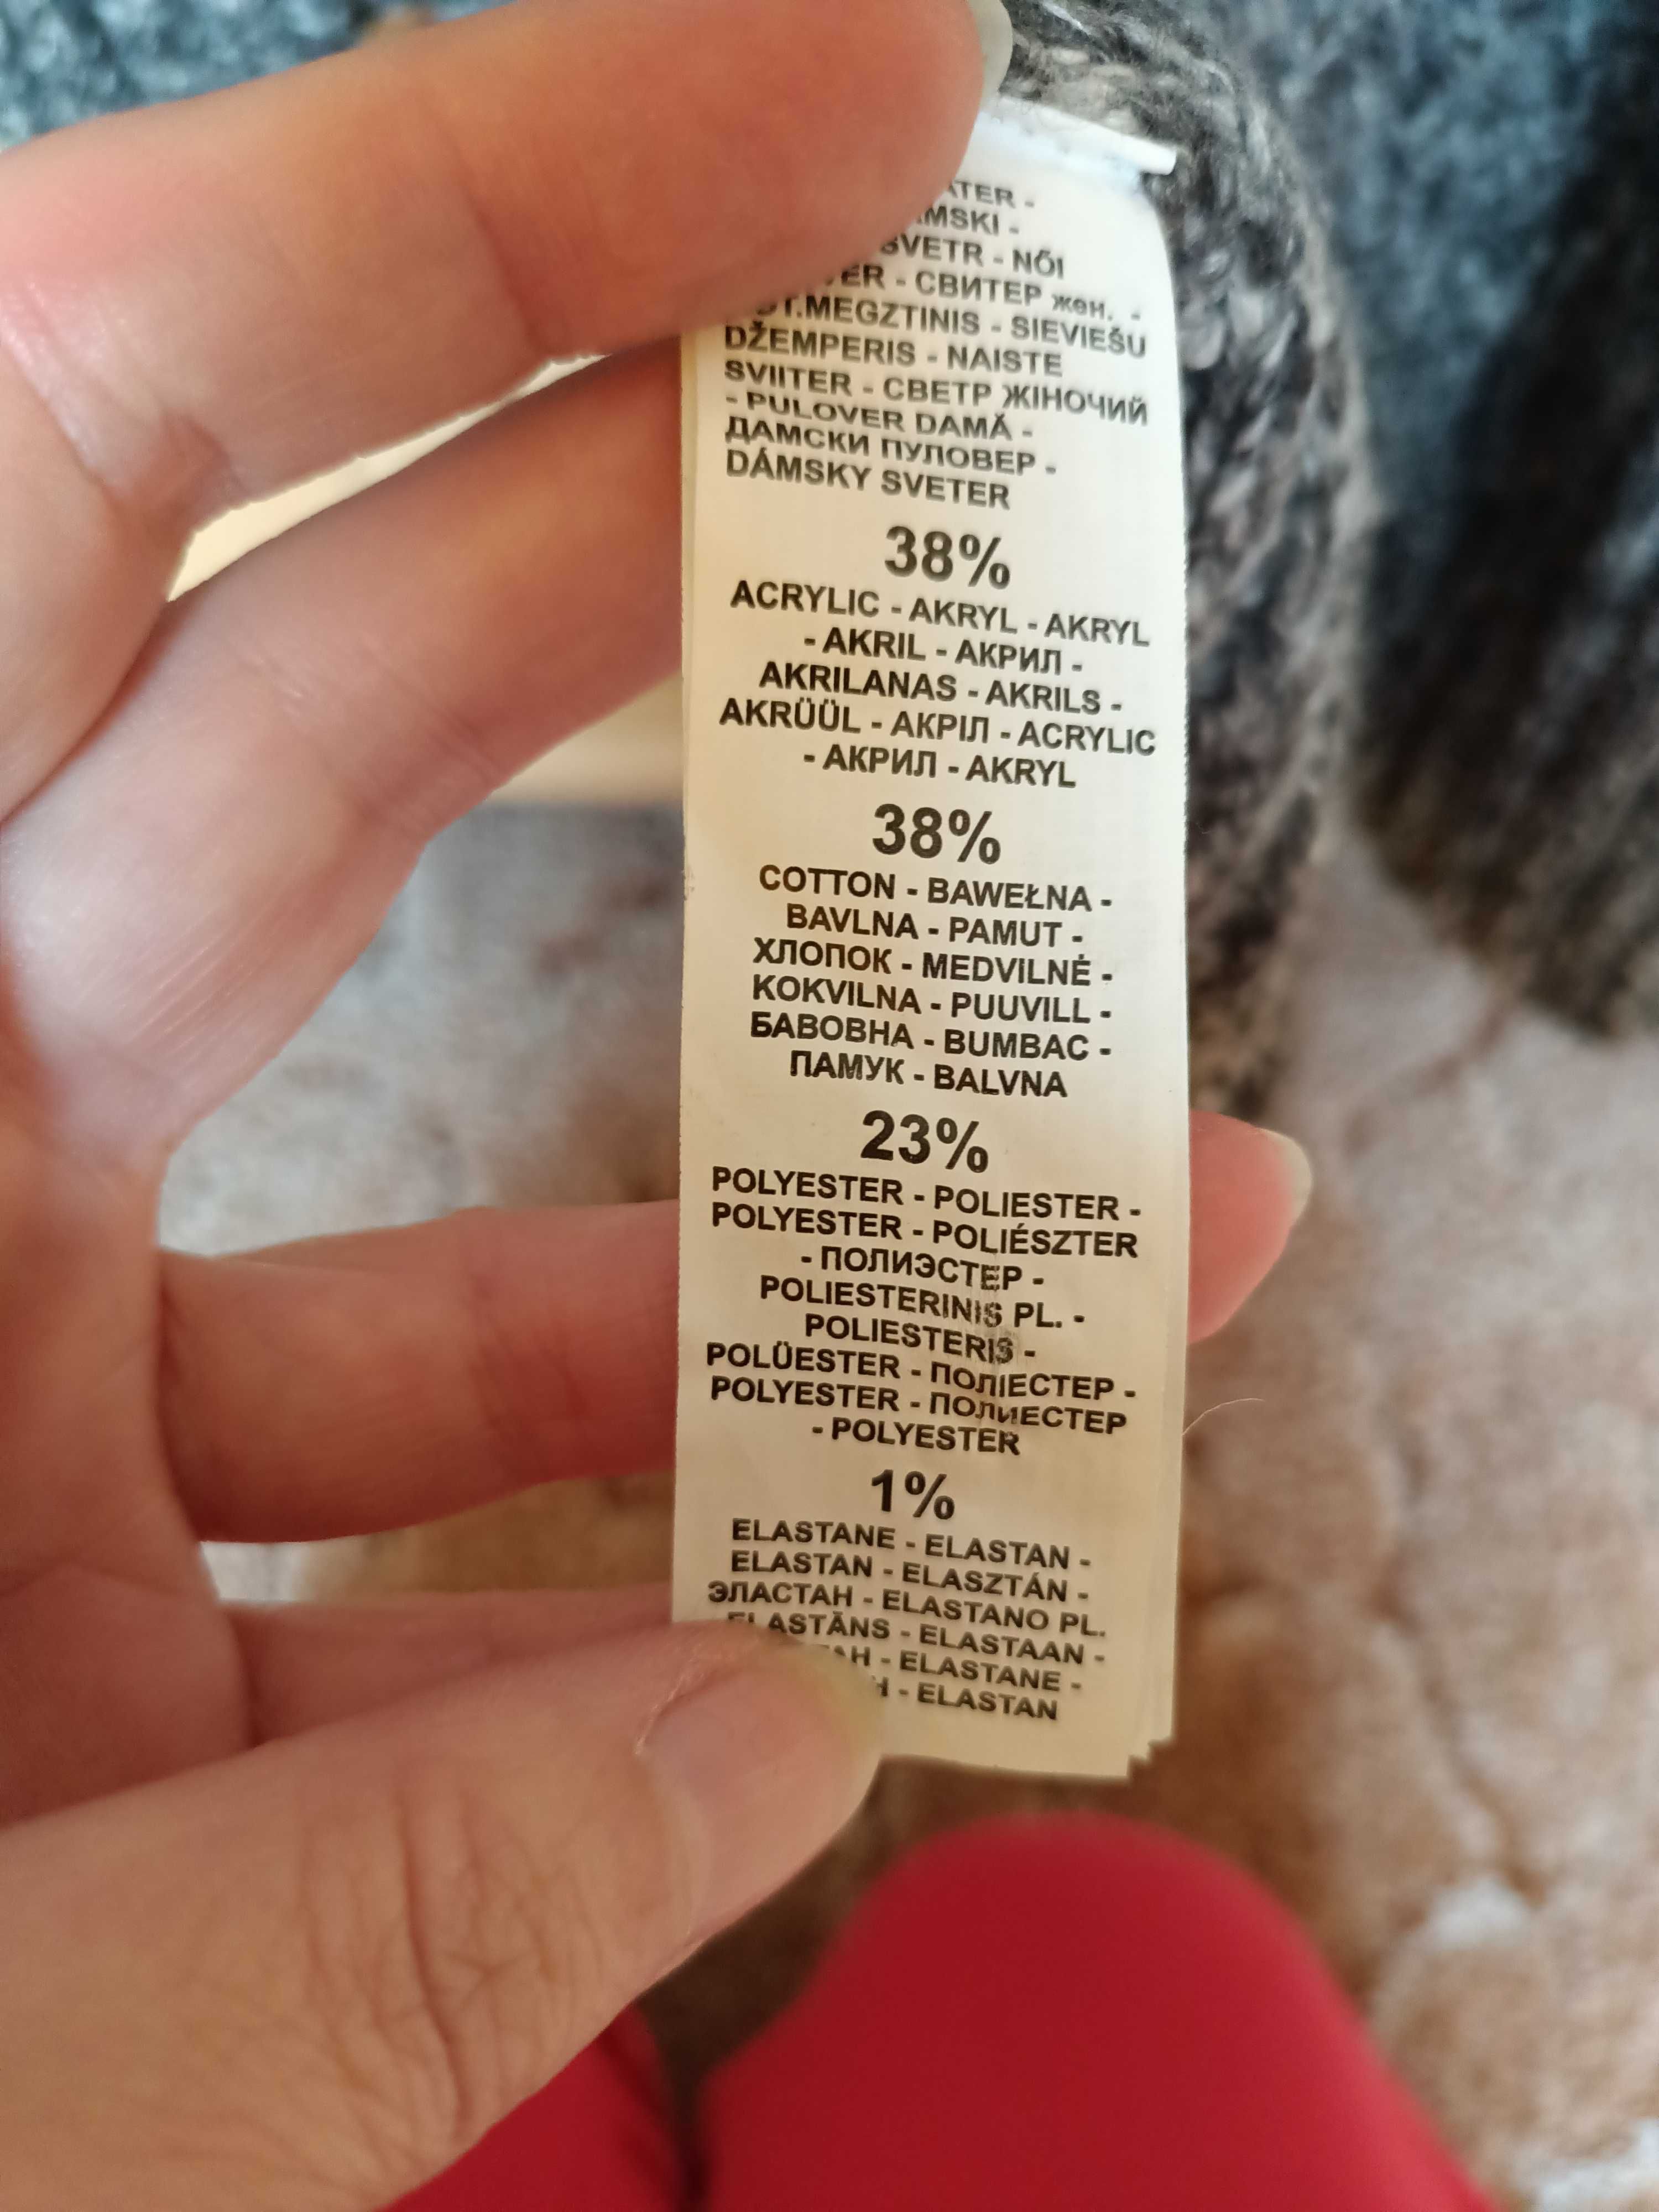 SVETR - NŐI
- СВИТЕР жен. -
- SIEVIEŠU
DŽEMPERIS - NAISTE
SVIITER - СВЕТР ЖІНОЧИЙ
- PULOVER DAMĂ -
ДАМСКИ ПУЛОВЕР -
DÁMSKY SVETER
38%
ACRYLIC - AKRYL - AKRYL
- AKRIL - АКРИЛ -
AKRILANAS - AKRILS -
AKRÜÜL - АКРІЛ - ACRYLIC
- АКРИЛ - AKRYL
38%
COTTON - BAWEŁNA -
BAVLNA - PAMUT -
ХЛОПОК - MEDVILNĖ -
KOKVILNA - PUUVILL -
БАВОВНА - BUMBAC -
ПАМУК - BALVNA
23%
POLYESTER - POLIESTER -
POLYESTER - POLIÉSZTER
- ПОЛИЭСТЕР -
POLIESTERINIS PL. -
POLIESTERIS -
POLÜESTER - ПОЛІЕСТЕР -
POLYESTER - ПОЛИЕСТЕР
- POLYESTER
1%
ELASTANE - ELASTAN -
ELASTAN - ELASZTÁN -
ЭЛАСТАН - ELASTANO PL.
ELASTĀNS - ELASTAAN -
- ELASTANE -
- ELASTAN